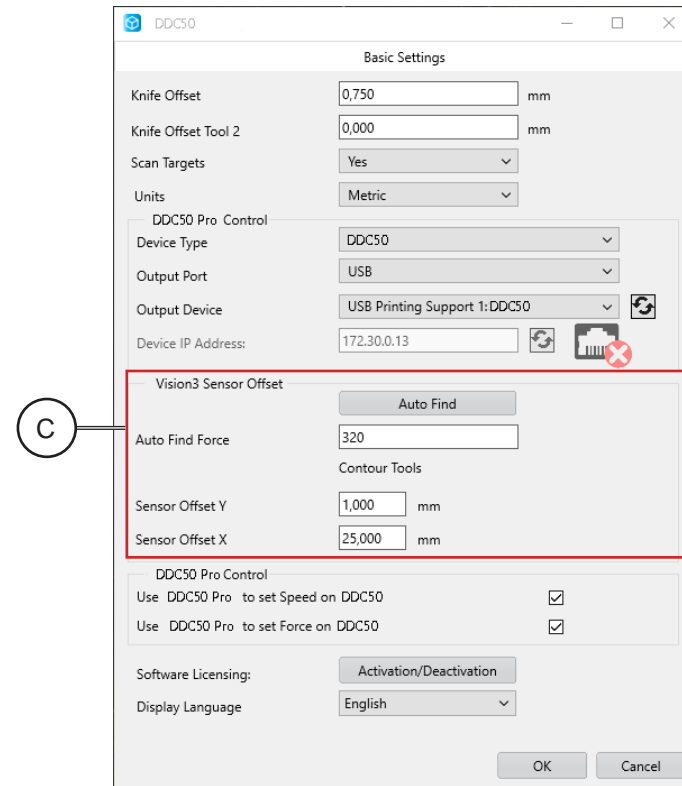 DDC50
Basic Settings
Knife Offset 0,750 mm
Knife Offset Tool 2 0,000 mm
Scan Targets Yes
Units Metric
DDC50 Pro Control
Device Type DDC50
Output Port USB
Output Device USB Printing Support 1:DDC50
Device IP Address: 172.30.0.13
Vision3 Sensor Offset
Auto Find
C
Auto Find Force 320
Contour Tools
Sensor Offset Y 1,000 mm
Sensor Offset X 25,000 mm
DDC50 Pro Control
Use DDC50 Pro to set Speed on DDC50
Use DDC50 Pro to set Force on DDC50
Software Licensing: Activation/Deactivation
Display Language English
OK Cancel